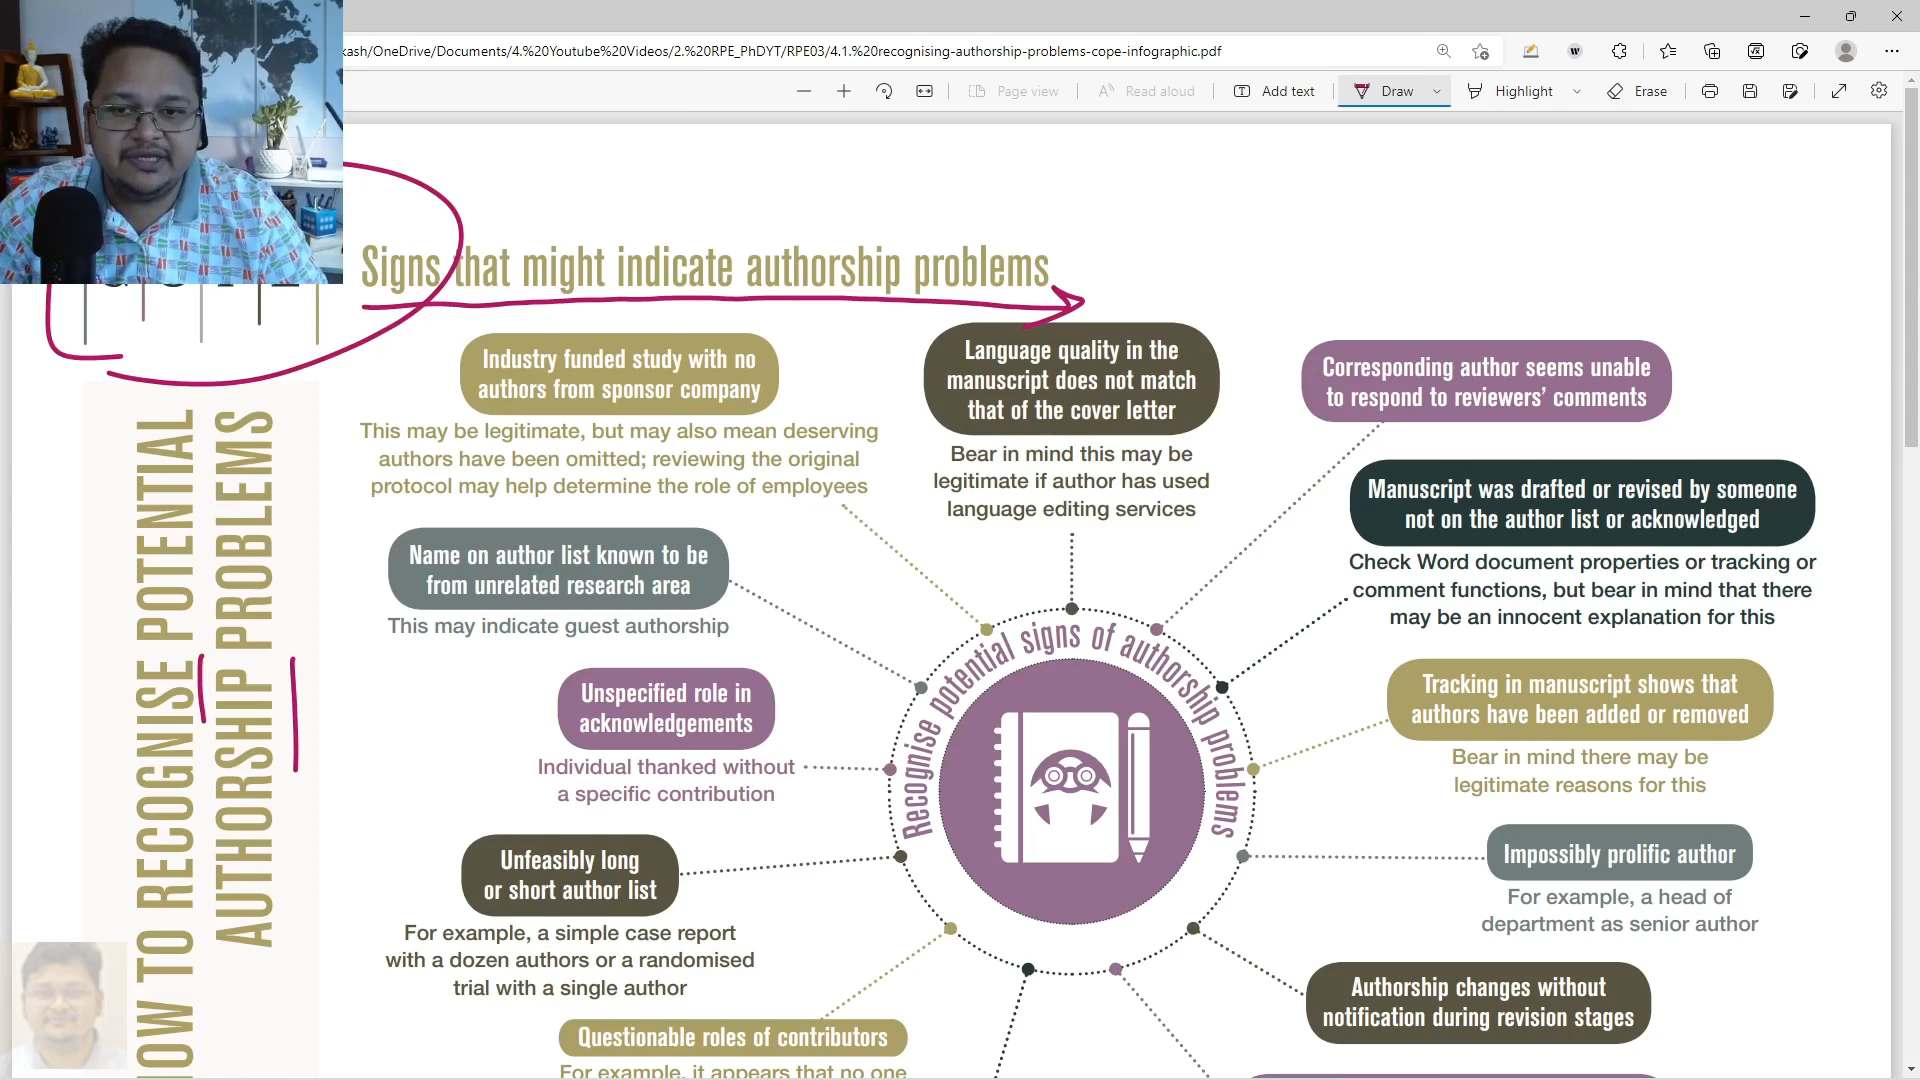 kash/OneDrive/Documents/4.%20Youtube%20Videos/2.%20RPE_PhDYT/RPE03/4.1.%20recognising-authorship-problems-cope-infographic.pdf
Page view
Read aloud
Add text
Draw
Highlight
Erase
Signs that might indicate authorship problems
HOW TO RECOGNISE POTENTIAL
AUTHORSHIP PROBLEMS
Industry funded study with no
authors from sponsor company
This may be legitimate, but may also mean deserving
authors have been omitted; reviewing the original
protocol may help determine the role of employees
Language quality in the
manuscript does not match
that of the cover letter
Bear in mind this may be
legitimate if author has used
language editing services
Corresponding author seems unable
to respond to reviewers’ comments
Manuscript was drafted or revised by someone
not on the author list or acknowledged
Check Word document properties or tracking or
comment functions, but bear in mind that there
may be an innocent explanation for this
Name on author list known to be
from unrelated research area
This may indicate guest authorship
Recognise potential signs of authorship problems
Unspecified role in
acknowledgements
Individual thanked without
a specific contribution
Tracking in manuscript shows that
authors have been added or removed
Bear in mind there may be
legitimate reasons for this
Unfeasibly long
or short author list
For example, a simple case report
with a dozen authors or a randomised
trial with a single author
Impossibly prolific author
For example, a head of
department as senior author
Authorship changes without
notification during revision stages
Questionable roles of contributors
For example, it appears that no one